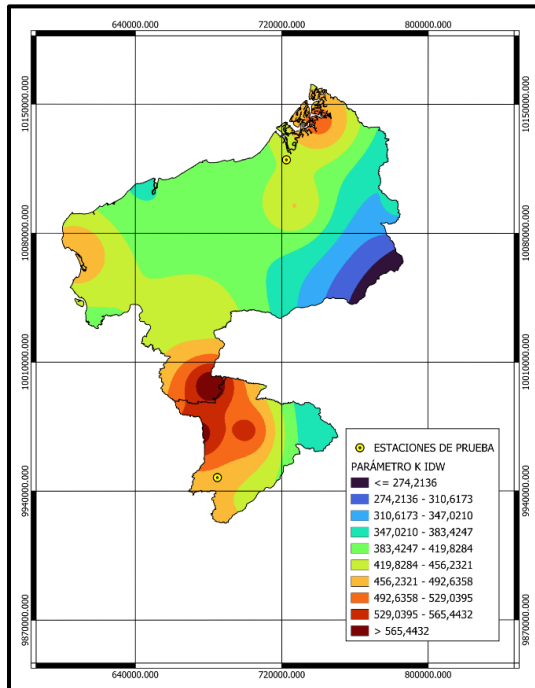 640000.000 720000.000 800000.000
10150000.000 10150000.000
10080000.000 10080000.000
10010000.000 10010000.000
9940000.000 9940000.000
9870000.000 9870000.000
ESTACIONES DE PRUEBA
PARÁMETRO K IDW
<= 274,2136
274,2136 - 310,6173
310,6173 - 347,0210
347,0210 - 383,4247
383,4247 - 419,8284
419,8284 - 456,2321
456,2321 - 492,6358
492,6358 - 529,0395
529,0395 - 565,4432
> 565,4432
640000.000 720000.000 800000.000